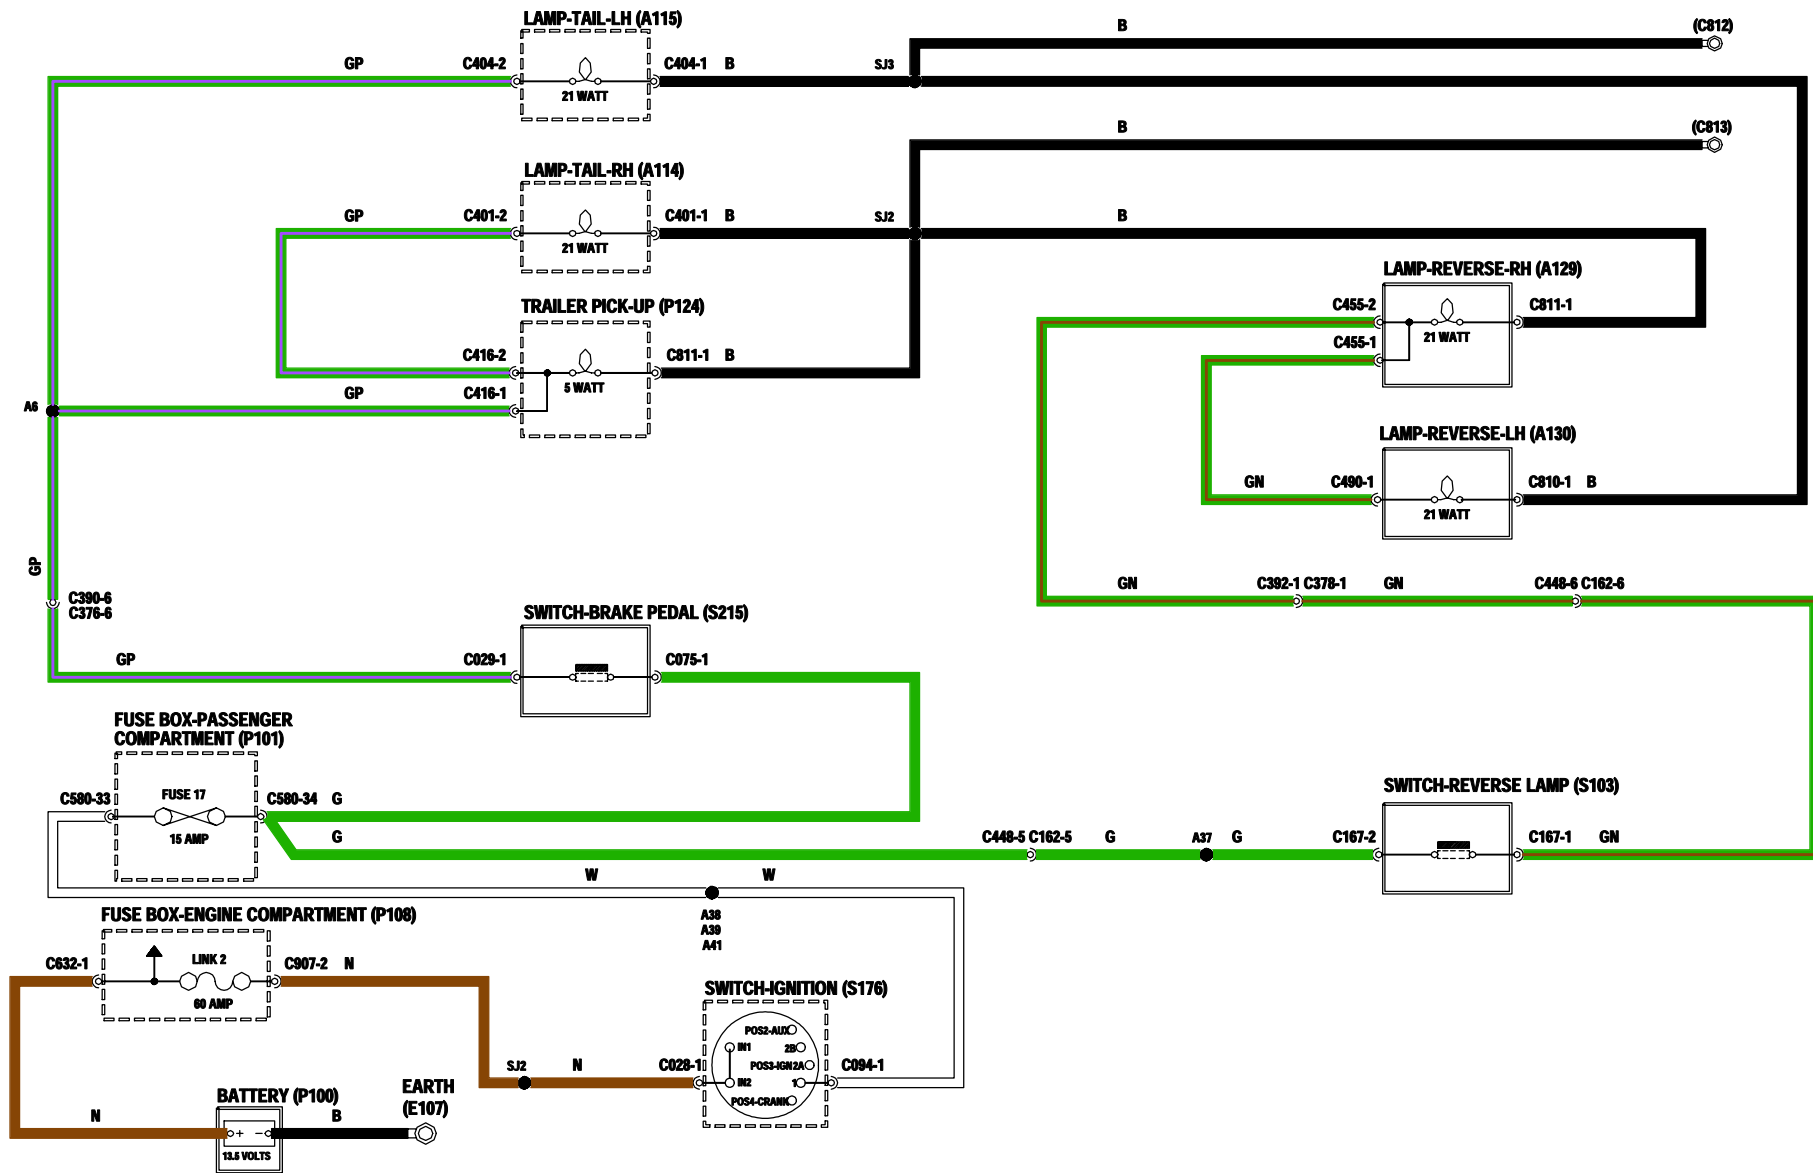 LAMP-TAIL-LH (A115)
B
(C812)
GP
C404-2
C404-1
B
SJ3
21 WATT
B
(C813)
LAMP-TAIL-RH (A114)
GP
C401-2
C401-1
B
SJ2
B
21 WATT
LAMP-REVERSE-RH (A129)
TRAILER PICK-UP (P124)
C455-2
C811-1
21 WATT
C455-1
C416-2
C811-1
B
5 WATT
GP
C416-1
A6
LAMP-REVERSE-LH (A130)
GN
C490-1
C810-1
B
21 WATT
GP
C390-6
C376-6
GN
C392-1 C378-1
GN
C448-6 C162-6
SWITCH-BRAKE PEDAL (S215)
GP
C029-1
C075-1
FUSE BOX-PASSENGER
COMPARTMENT (P101)
SWITCH-REVERSE LAMP (S103)
C580-33
FUSE 17
C580-34
G
15 AMP
G
C448-5 C162-5
G
A37
G
C167-2
C167-1
GN
W
W
A38
A39
A41
FUSE BOX-ENGINE COMPARTMENT (P108)
C632-1
LINK 2
C907-2
N
60 AMP
SWITCH-IGNITION (S176)
POS2-AUX
IN1
2B
POS3-IGN
2A
SJ2
N
C028-1
C094-1
IN2
1
POS4-CRANK
BATTERY (P100)
EARTH
(E107)
N
B
+
−
13.5 VOLTS